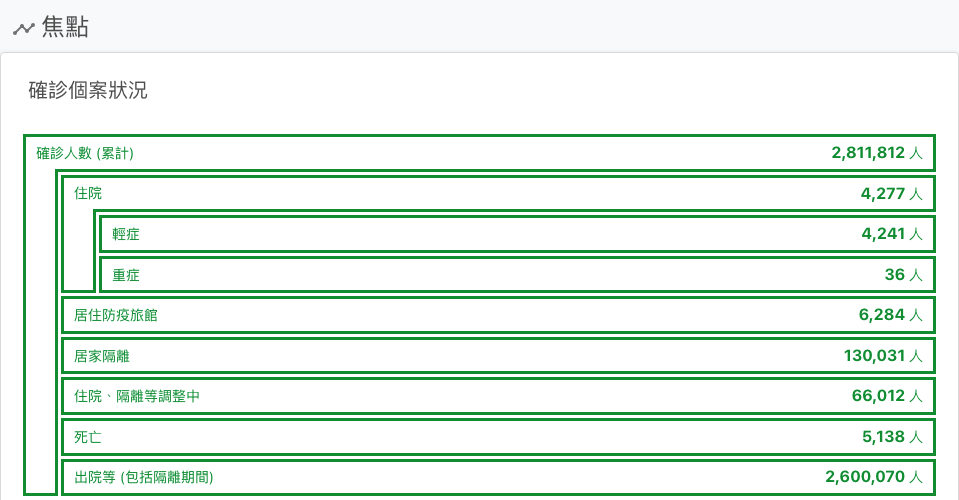 焦點
確診個案狀況
確診人數 (累計) 2,811,812 人
住院 4,277 人
輕症 4,241 人
重症 36 人
居住防疫旅館 6,284 人
居家隔離 130,031 人
住院、隔離等調整中 66,012 人
死亡 5,138 人
出院等 (包括隔離期間) 2,600,070 人